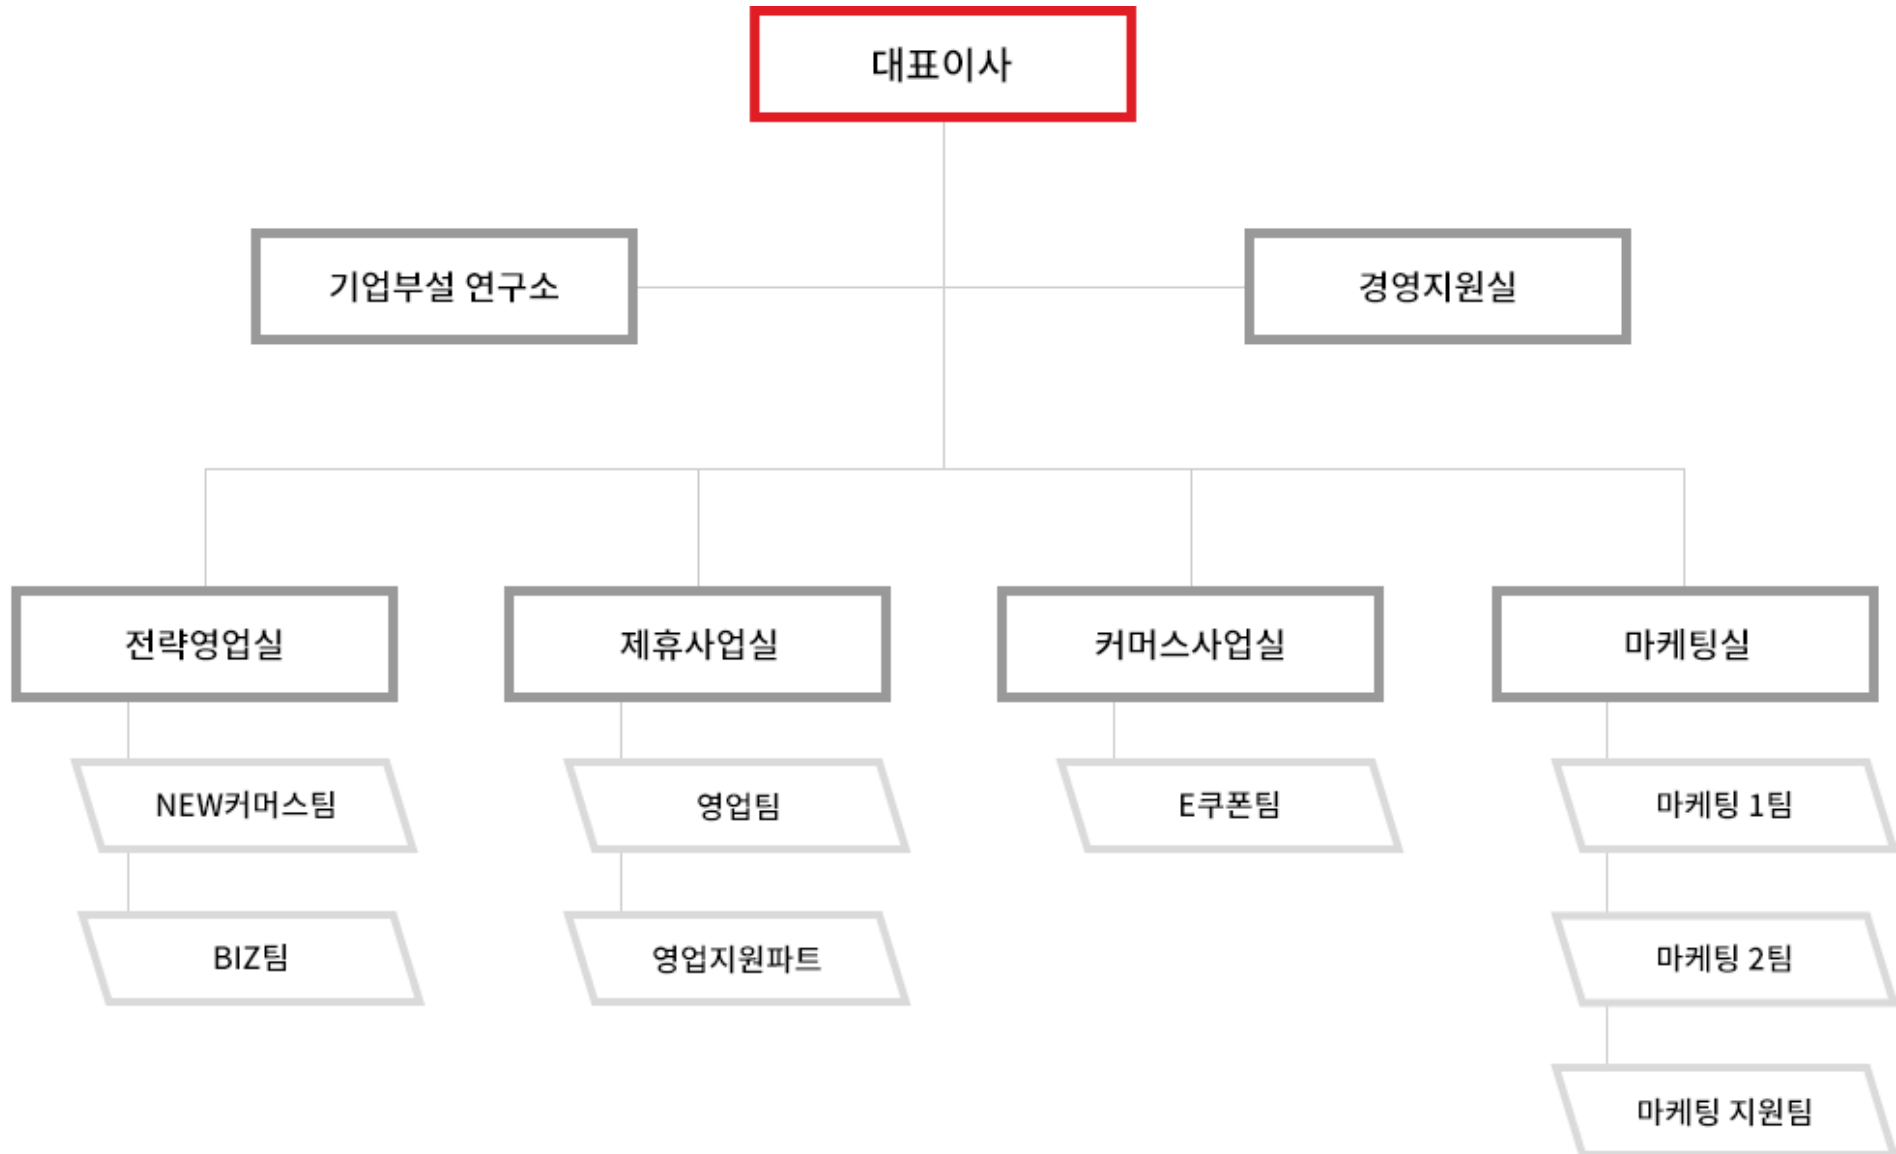 대표이사
기업부설 연구소
경영지원실
전략영업실
제휴사업실
커머스사업실
마케팅실
NEW커머스팀
영업팀
E쿠폰팀
마케팅 1팀
BIZ팀
영업지원파트
마케팅 2팀
마케팅 지원팀